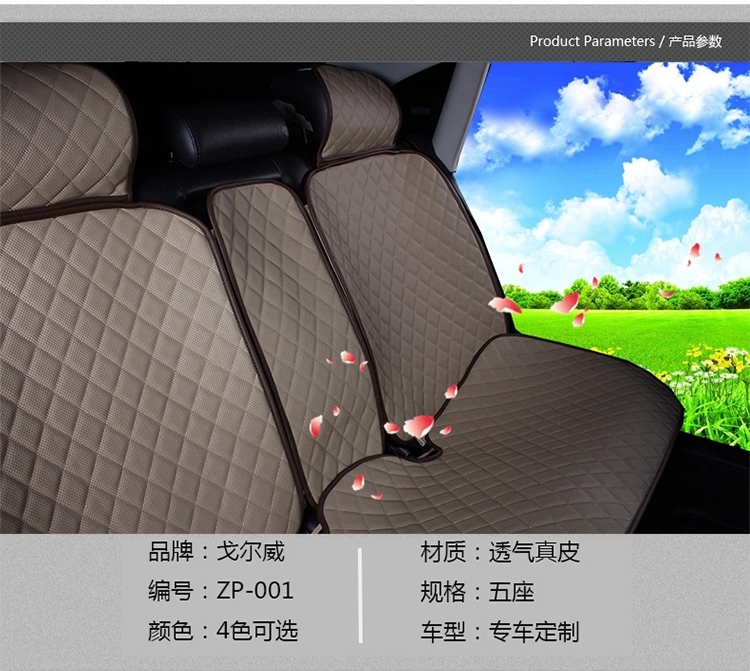 Product Parameters / 产品参数
品牌：戈尔威
编号：ZP-001
颜色：4色可选
材质：透气真皮
规格：五座
车型：专车定制